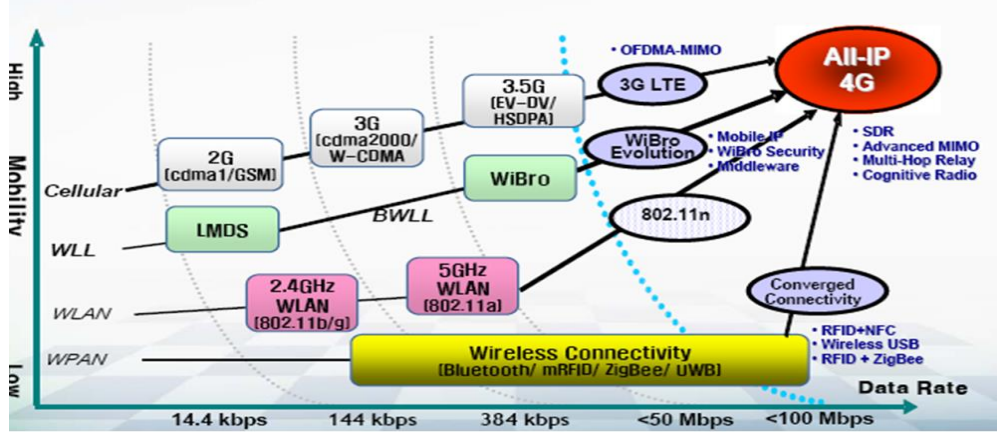 High
Mobility
Low
• OFDMA-MIMO
All-IP
4G
3G LTE
3.5G
(EV-DV/
HSDPA)
3G
(cdma2000/
W-CDMA
2G
(cdma1/GSM)
Cellular
WiBro
Evolution
• Mobile IP
• WiBro Security
• Middleware
• SDR
• Advanced MIMO
• Multi-Hop Relay
• Cognitive Radio
WiBro
BWLL
LMDS
WLL
802.11n
5GHz
WLAN
(802.11a)
2.4GHz
WLAN
(802.11b/g)
WLAN
Converged
Connectivity
• RFID+NFC
• Wireless USB
• RFID + ZigBee
Wireless Connectivity
(Bluetooth/ mRFID/ ZigBee/ UWB)
WPAN
Data Rate
14.4 kbps
144 kbps
384 kbps
<50 Mbps
<100 Mbps